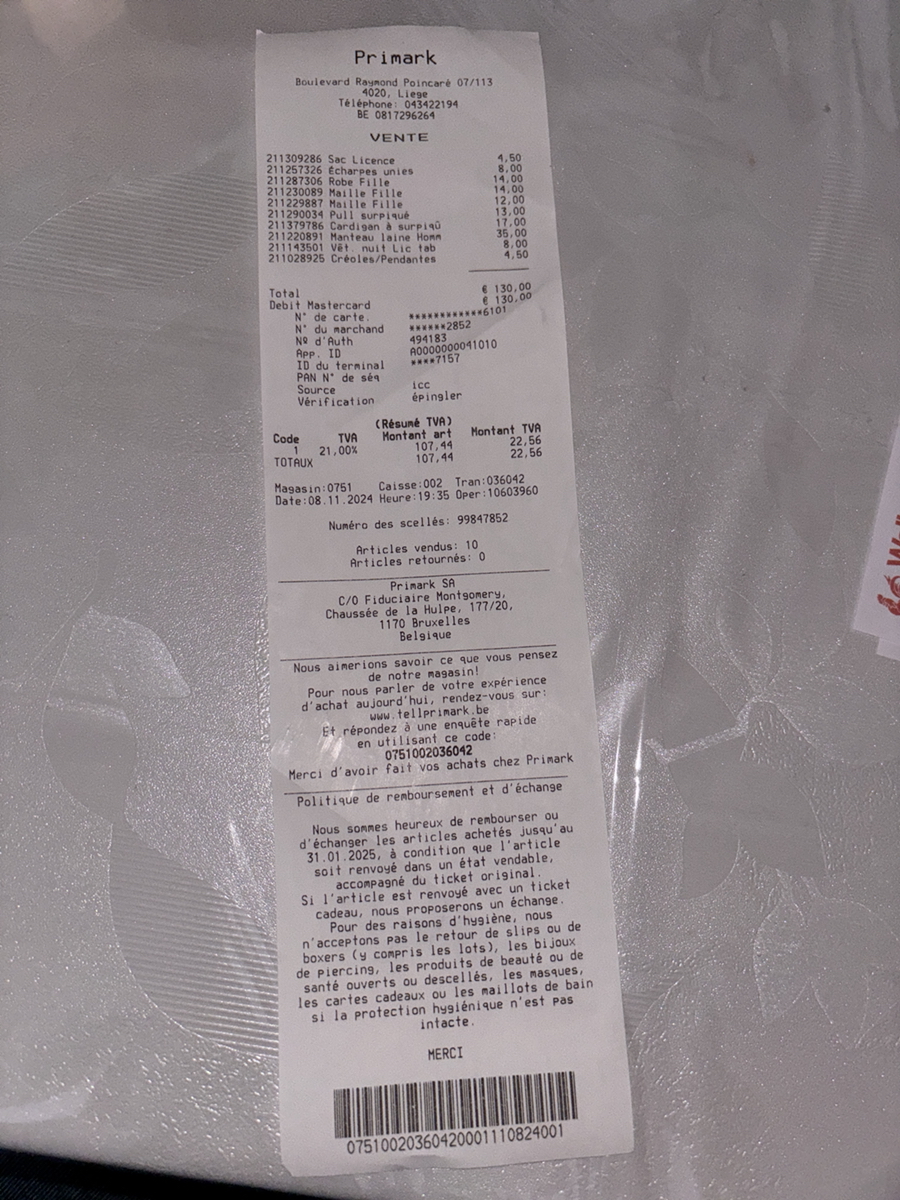 Primark
Boulevard Raymond Poincaré 07/113
4020, Liege
Téléphone: 043422194
BE 0817296264
VENTE
211309286 Sac Licence 4,50
211257326 Écharpes unies 8,00
211287306 Robe Fille 14,00
211230089 Maille Fille 14,00
211229887 Maille Fille 12,00
211290034 Pull surpiqué 13,00
211379786 Cardigan à surpiqû 17,00
211220891 Manteau laine Homm 35,00
211143501 Vêt. nuit Lic tab 8,00
211028925 Créoles/Pendantes 4,50
Total € 130,00
Debit Mastercard € 130,00
N° de carte. ************6101
N° du marchand ******2852
Nº d'Auth 494183
App. ID A0000000041010
ID du terminal ****7157
PAN N° de séq
Source icc
Vérification épingler
(Résumé TVA)
Code TVA Montant art Montant TVA
1 21,00% 107,44 22,56
TOTAUX 107,44 22,56
Magasin:0751 Caisse:002 Tran:036042
Date:08.11.2024 Heure:19:35 Oper:10603960
Numéro des scellés: 99847852
Articles vendus: 10
Articles retournés: 0
Primark SA
C/O Fiduciaire Montgomery,
Chaussée de la Hulpe, 177/20,
1170 Bruxelles
Belgique
Nous aimerions savoir ce que vous pensez
de notre magasin!
Pour nous parler de votre expérience
d'achat aujourd'hui, rendez-vous sur:
www.tellprimark.be
Et répondez à une enquête rapide
en utilisant ce code:
0751002036042
Merci d'avoir fait vos achats chez Primark
Politique de remboursement et d'échange
Nous sommes heureux de rembourser ou
d'échanger les articles achetés jusqu'au
31.01.2025, à condition que l'article
soit renvoyé dans un état vendable,
accompagné du ticket original.
Si l'article est renvoyé avec un ticket
cadeau, nous proposerons un échange.
Pour des raisons d'hygiène, nous
n'acceptons pas le retour de slips ou de
boxers (y compris les lots), les bijoux
de piercing, les produits de beauté ou de
santé ouverts ou descellés, les masques,
les cartes cadeaux ou les maillots de bain
si la protection hygiénique n'est pas
intacte.
MERCI
07510020360420001110824001